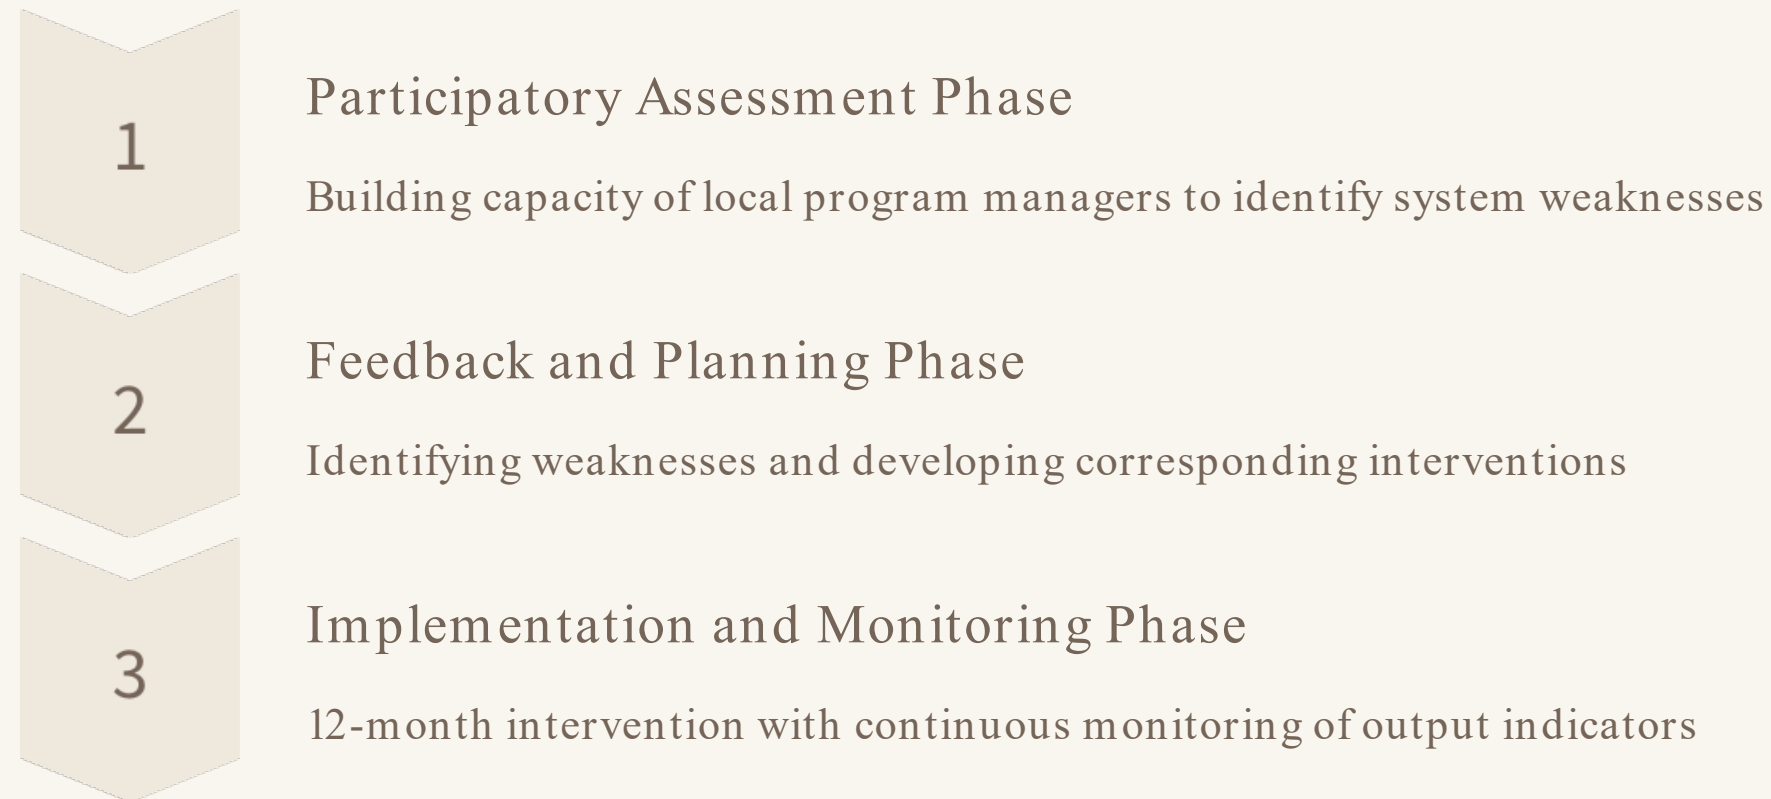 1
Participatory Assessment Phase
Building capacity of local program managers to identify system weaknesses
2
Feedback and Planning Phase
Identifying weaknesses and developing corresponding interventions
3
Implementation and Monitoring Phase
12-month intervention with continuous monitoring of output indicators